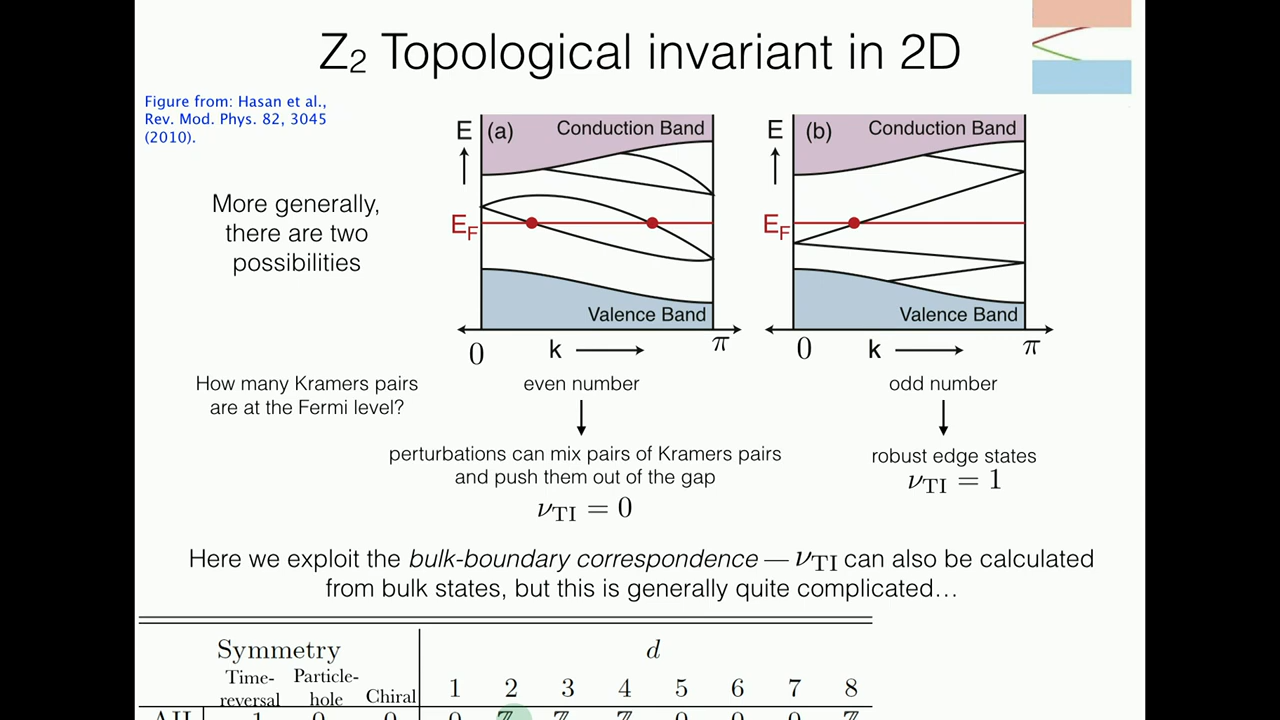 Z₂ Topological invariant in 2D
Figure from: Hasan et al.,
Rev. Mod. Phys. 82, 3045
(2010).
More generally,
there are two
possibilities
E (a) Conduction Band
E_F
Valence Band
0 k π
E (b) Conduction Band
E_F
Valence Band
0 k π
How many Kramers pairs
are at the Fermi level?
even number
odd number
perturbations can mix pairs of Kramers pairs
and push them out of the gap
ν_TI = 0
robust edge states
ν_TI = 1
Here we exploit the bulk-boundary correspondence — ν_TI can also be calculated
from bulk states, but this is generally quite complicated…
Symmetry d
Time-reversal Particle-hole Chiral 1 2 3 4 5 6 7 8